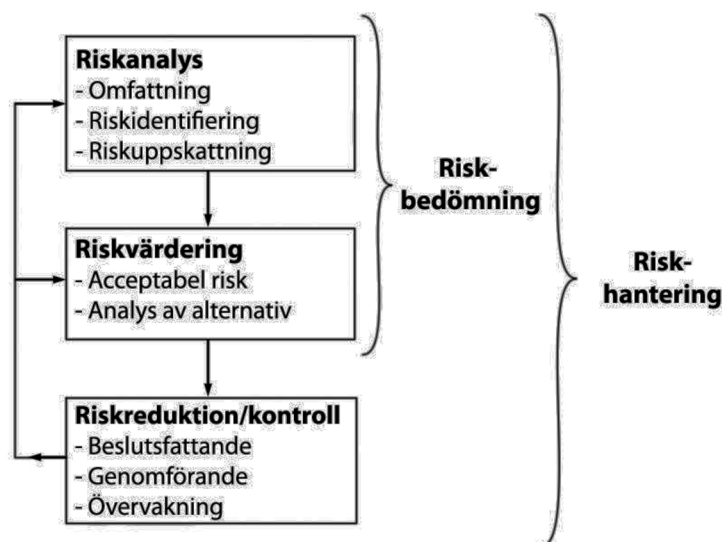 Riskanalys
- Omfattning
- Riskidentifiering
- Riskuppskattning
Risk-
bedömning
Riskvärdering
- Acceptabel risk
- Analys av alternativ
Risk-
hantering
Riskreduktion/kontroll
- Beslutsfattande
- Genomförande
- Övervakning